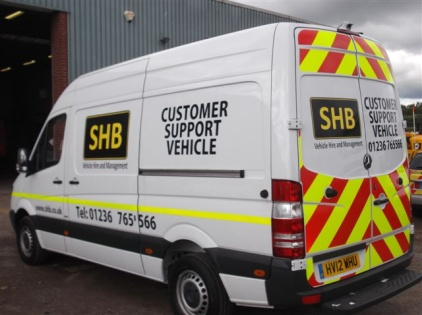 SHB
Vehicle Hire and Management
CUSTOMER
SUPPORT
VEHICLE
www.shb.co.uk
Tel: 01236 765 566
SHB
Vehicle Hire and Management
CUSTOMER
SUPPORT
VEHICLE
01236 765566
HV12 WHU